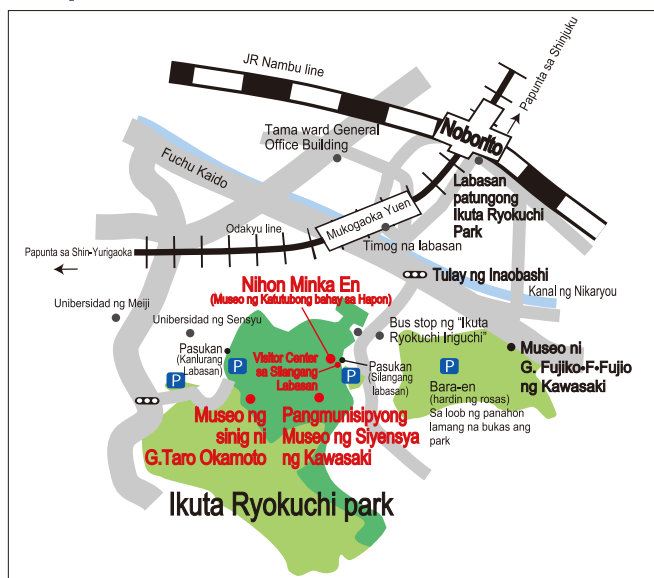 JR Nambu line
Papunta sa Shinjuku
Noborito
Tama ward General
Office Building
Fuchu Kaido
Labasan
patungong
Ikuta Ryokuchi
Park
Mukogaoka Yuen
Odakyu line
Timog na labasan
Papunta sa Shin-Yurigaoka
Tulay ng Inaobashi
Nihon Minka En
(Museo ng Katutubong bahay sa Hapon)
Kanal ng Nikaryou
Unibersidad ng Meiji
Unibersidad ng Sensyu
Bus stop ng "Ikuta
Ryokuchi Iriguchi"
Pasukan
(Kanlurang
Labasan)
Visitor Center
sa Silangang
Labasan
Pasukan
(Silangang
labasan)
Museo ni
G. Fujiko•F•Fujio
ng Kawasaki
P
P
P
P
Bara-en
(hardin ng rosas)
Sa loob ng panahon
lamang na bukas ang
park
Museo ng
sinig ni
G.Taro Okamoto
Pangmunisipyong
Museo ng Siyensya
ng Kawasaki
Ikuta Ryokuchi park